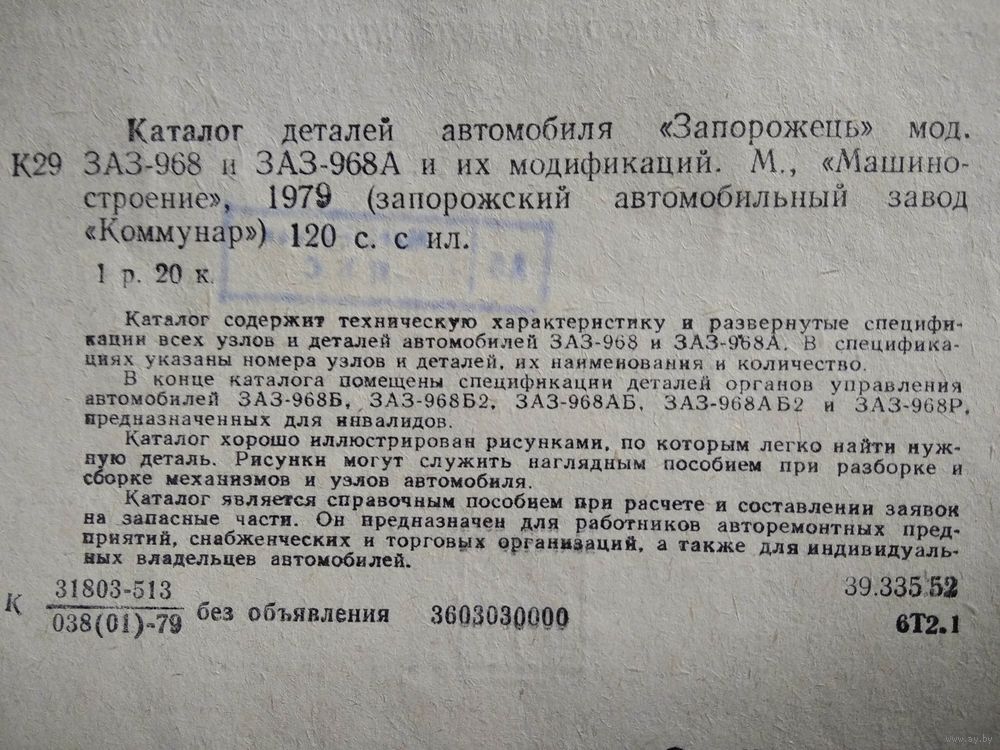 Каталог деталей автомобиля «Запорожець» мод.
К29 ЗАЗ-968 и ЗАЗ-968А и их модификаций. М., «Машино-
строение», 1979 (запорожский автомобильный завод
«Коммунар») 120 с. с ил.
1 р. 20 к.
Каталог содержит техническую характеристику и развернутые специфи-
кации всех узлов и деталей автомобилей ЗАЗ-968 и ЗАЗ-968А. В специфика-
циях указаны номера узлов и деталей, их наименования и количество.
В конце каталога помещены спецификации деталей органов управления
автомобилей ЗАЗ-968Б, ЗАЗ-968Б2, ЗАЗ-968АБ, ЗАЗ-968АБ2 и ЗАЗ-968Р,
предназначенных для инвалидов.
Каталог хорошо иллюстрирован рисунками, по которым легко найти нуж-
ную деталь. Рисунки могут служить наглядным пособием при разборке и
сборке механизмов и узлов автомобиля.
Каталог является справочным пособием при расчете и составлении заявок
на запасные части. Он предназначен для работников авторемонтных пред-
приятий, снабженческих и торговых организаций, а также для индивидуаль-
ных владельцев автомобилей.
К 31803-513 39.335.52
038(01)-79 без объявления 3603030000 6Т2.1
www.ay.by